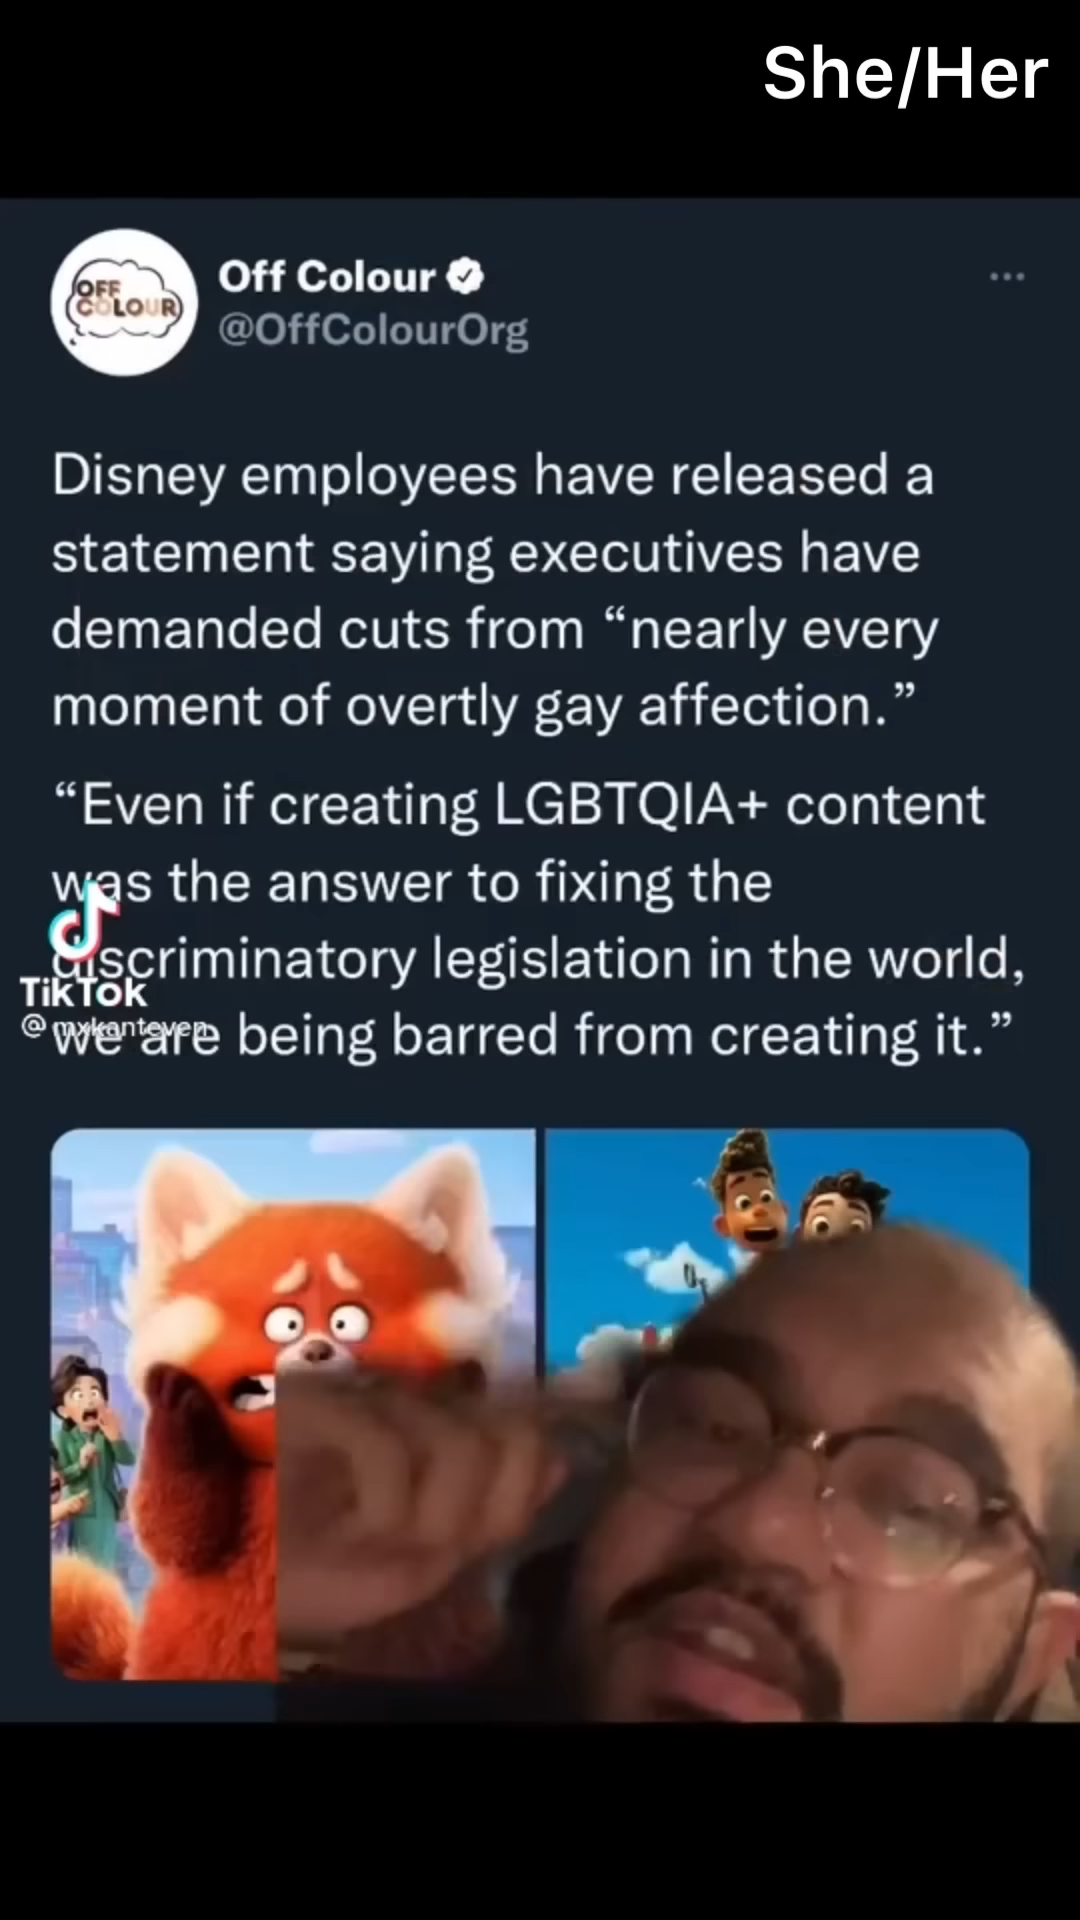 She/Her
OFF
COLOUR
Off Colour
@OffColourOrg
Disney employees have released a
statement saying executives have
demanded cuts from “nearly every
moment of overtly gay affection.”
“Even if creating LGBTQIA+ content
was the answer to fixing the
discriminatory legislation in the world,
we are being barred from creating it.”
TikTok
@mxkanteven